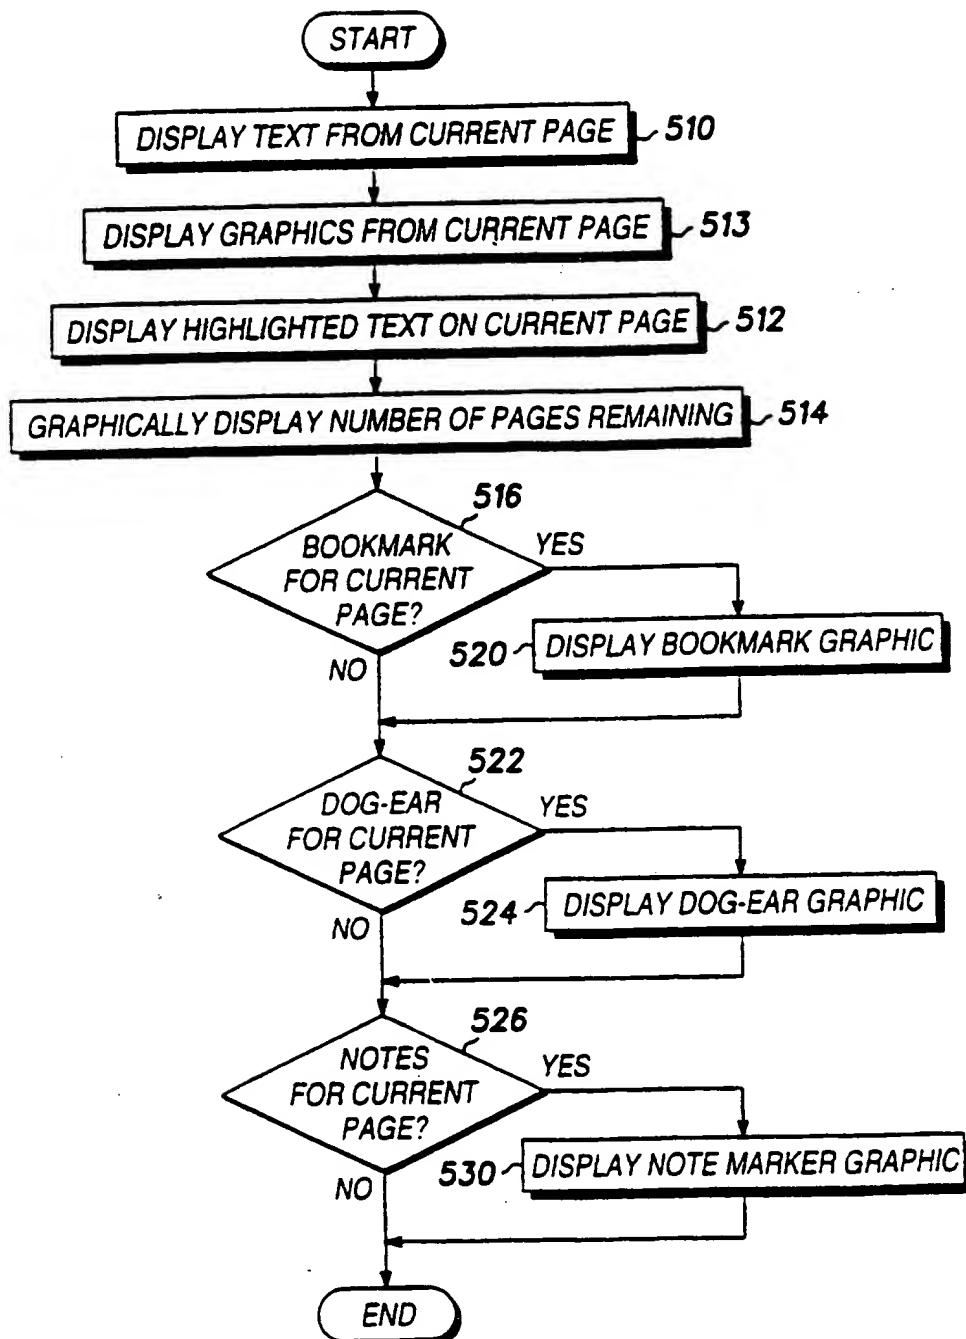 START
DISPLAY TEXT FROM CURRENT PAGE 510
DISPLAY GRAPHICS FROM CURRENT PAGE 513
DISPLAY HIGHLIGHTED TEXT ON CURRENT PAGE 512
GRAPHICALLY DISPLAY NUMBER OF PAGES REMAINING 514
516
BOOKMARK
FOR CURRENT
PAGE?
YES
520 DISPLAY BOOKMARK GRAPHIC
NO
522
DOG-EAR
FOR CURRENT
PAGE?
YES
524 DISPLAY DOG-EAR GRAPHIC
NO
526
NOTES
FOR CURRENT
PAGE?
YES
530 DISPLAY NOTE MARKER GRAPHIC
NO
END